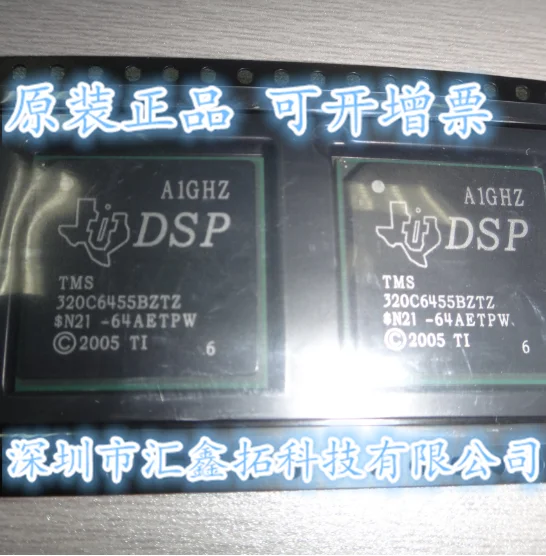 原装正品 可开增票
A1GHZ
DSP
TMS
320C6455BZTZ
$N21 -64AETPW
©2005 TI
6
A1GHZ
DSP
TMS
320C6455BZTZ
$N21 -64AETPW
©2005 TI
6
深圳市汇鑫拓科技有限公司